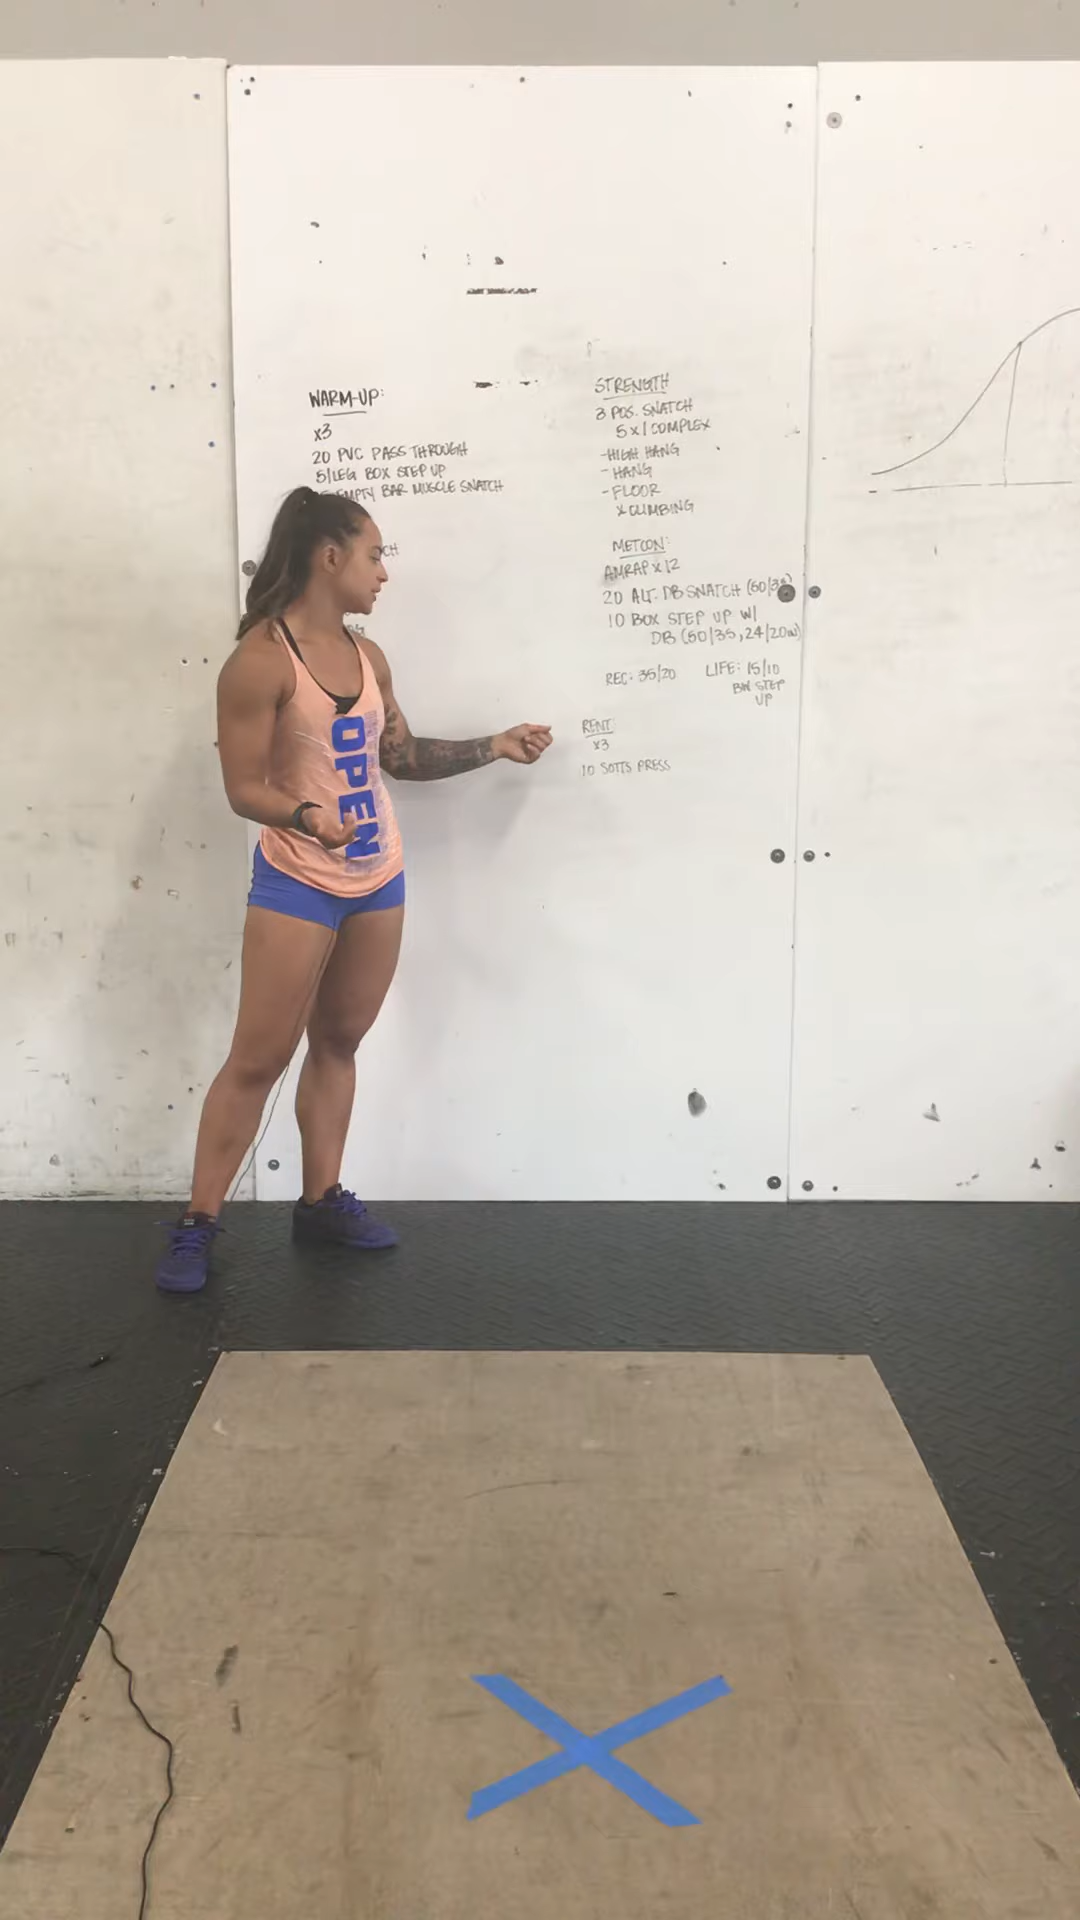 WARM-UP:
x3
20 PVC PASS THROUGH
5/LEG BOX STEP UP
EMPTY BAR MUSCLE SNATCH
STRENGTH
3 POS. SNATCH
5x1 COMPLEX
-HIGH HANG
-HANG
-FLOOR
x CLIMBING
METCON:
AMRAP x 12
20 ALT. DB SNATCH (50/35)
10 BOX STEP UP W/
DB (50/35, 24/20in)
REC: 35/20
LIFE: 15/10
BW STEP
UP
RENT:
x3
10 SOTTS PRESS
OPEN